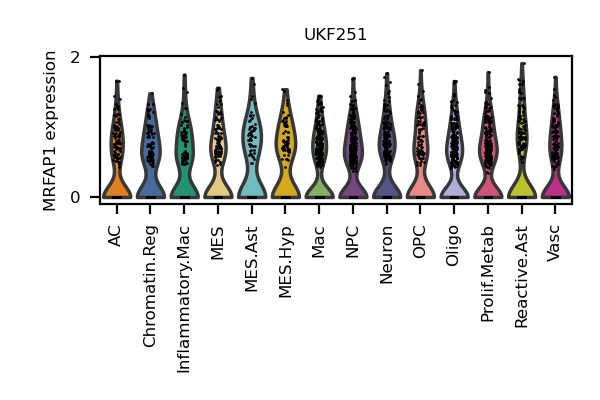 UKF251
MRFAP1 expression
2
0
AC
Chromatin.Reg
Inflammatory.Mac
MES
MES.Ast
MES.Hyp
Mac
NPC
Neuron
OPC
Oligo
Prolif.Metab
Reactive.Ast
Vasc